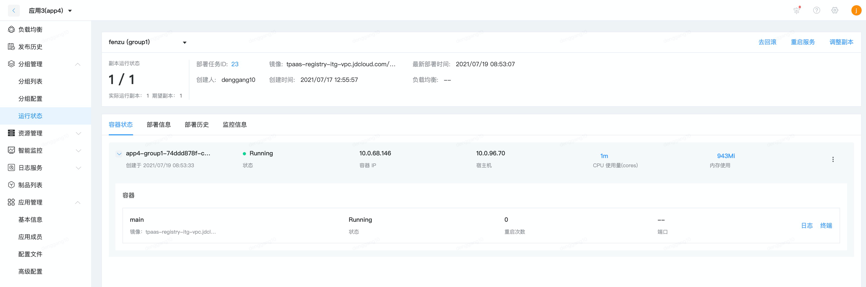 应用3(app4)
负载均衡
发布历史
分组管理
分组列表
分组配置
运行状态
资源管理
智能监控
日志服务
制品列表
应用管理
基本信息
应用成员
配置文件
高级配置
fenzu (group1)
去回顶 重启服务 调整副本
副本运行状态
1 / 1
实际运行副本: 1 期望副本: 1
部署任务ID: 23 镜像: tpaas-registry-itg-vpc.jdcloud.com/... 最新部署时间: 2021/07/19 08:53:07
创建人: denggang10 创建时间: 2021/07/17 12:55:57 负载均衡: --
容器状态 部署信息 部署历史 监控信息
app4-group1-74ddd878f-c... Running 10.0.68.146 10.0.96.70 1m 943Mi
创建于 2021/07/19 08:53:33 状态 容器 IP 宿主机 CPU 使用量(cores) 内存使用
容器
main Running 0 --
镜像: tpaas-registry-itg-vpc.jdcl... 状态 重启次数 端口
日志 终端